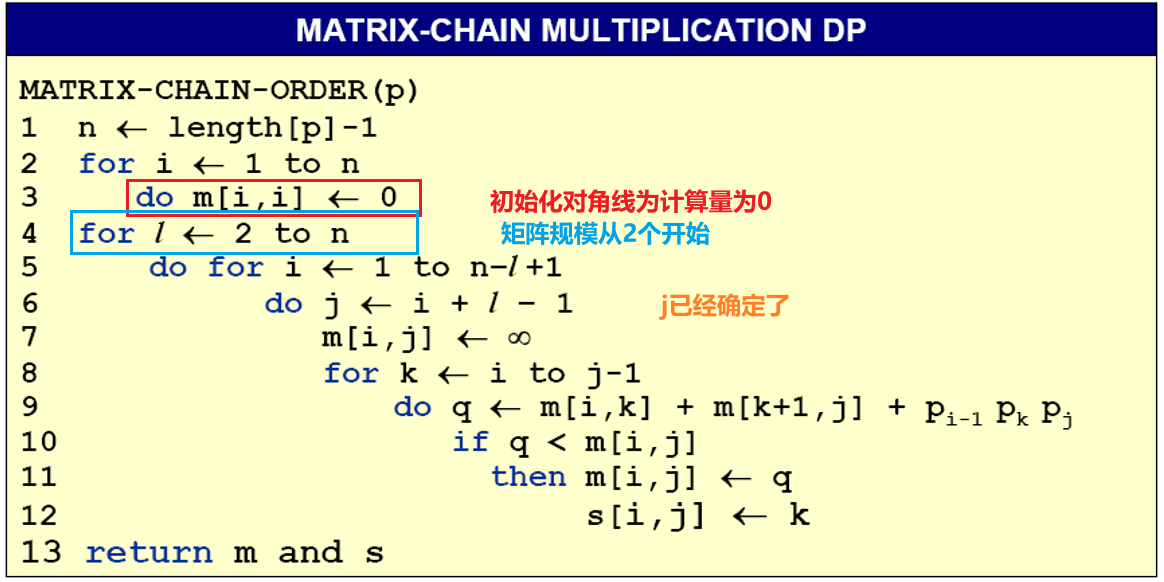 MATRIX-CHAIN MULTIPLICATION DP
MATRIX-CHAIN-ORDER(p)
1 n ← length[p]-1
2 for i ← 1 to n
3 do m[i,i] ← 0 初始化对角线为计算量为0
4 for l ← 2 to n 矩阵规模从2个开始
5 do for i ← 1 to n-l+1
6 do j ← i + l - 1 j已经确定了
7 m[i,j] ← ∞
8 for k ← i to j-1
9 do q ← m[i,k] + m[k+1,j] + p_{i-1} p_k p_j
10 if q < m[i,j]
11 then m[i,j] ← q
12 s[i,j] ← k
13 return m and s